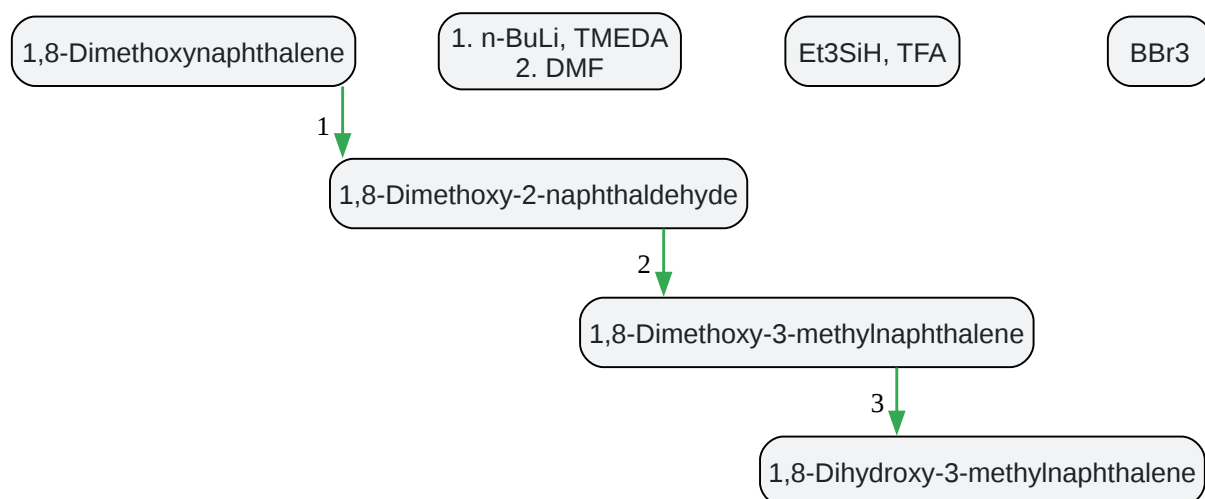 1,8-Dimethoxynaphthalene
1. n-BuLi, TMEDA
2. DMF
Et3SiH, TFA
BBr3
1
1,8-Dimethoxy-2-naphthaldehyde
2
1,8-Dimethoxy-3-methylnaphthalene
3
1,8-Dihydroxy-3-methylnaphthalene